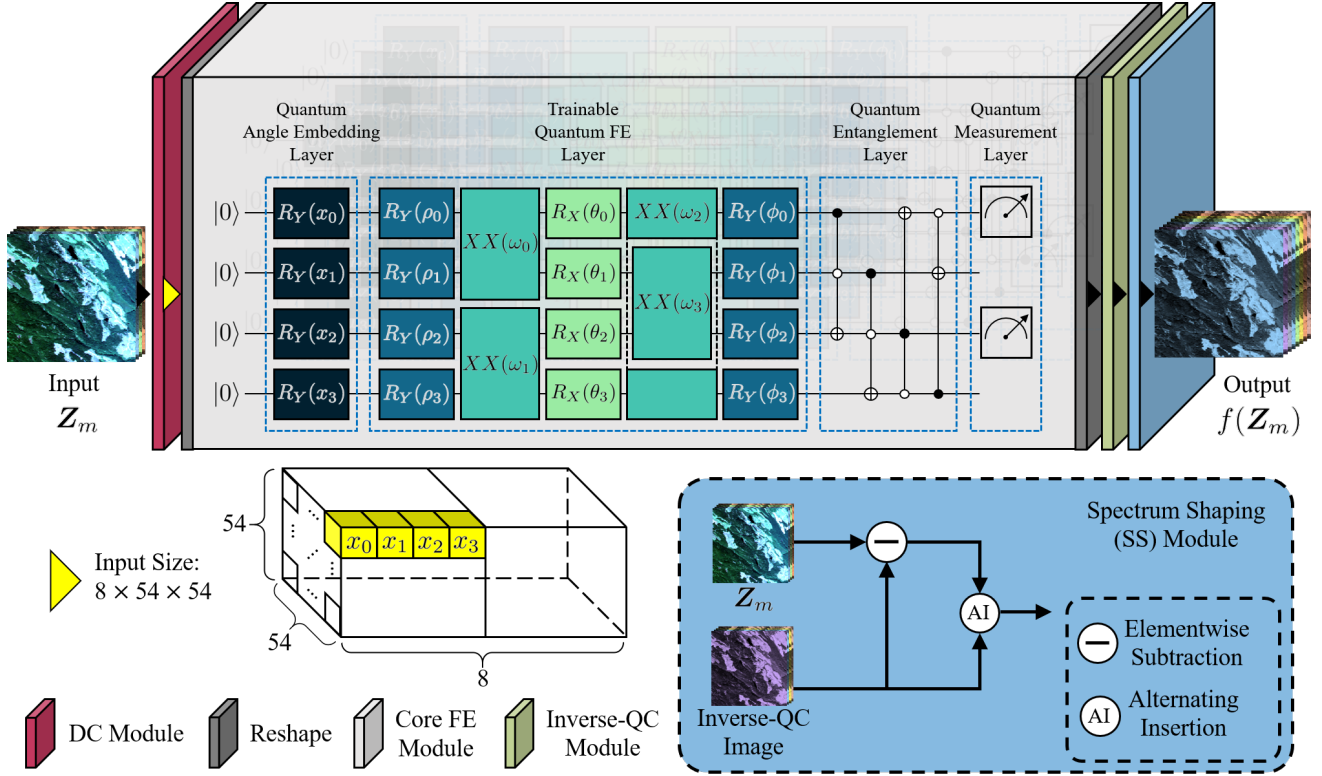 Quantum
Angle Embedding
Layer
Trainable
Quantum FE
Layer
Quantum
Entanglement
Layer
Quantum
Measurement
Layer
|0⟩ R_Y(x_0) R_Y(ρ_0) XX(ω_0) R_X(θ_0) XX(ω_2) R_Y(ϕ_0)
|0⟩ R_Y(x_1) R_Y(ρ_1) R_X(θ_1) XX(ω_3) R_Y(ϕ_1)
|0⟩ R_Y(x_2) R_Y(ρ_2) XX(ω_1) R_X(θ_2) R_Y(ϕ_2)
|0⟩ R_Y(x_3) R_Y(ρ_3) R_X(θ_3) R_Y(ϕ_3)
Input
Z_m
Output
f(Z_m)
Input Size:
8 × 54 × 54
54
54
8
x_0 x_1 x_2 x_3
Spectrum Shaping
(SS) Module
Z_m
Inverse-QC
Image
AI
Elementwise
Subtraction
AI
Alternating
Insertion
DC Module
Reshape
Core FE
Module
Inverse-QC
Module